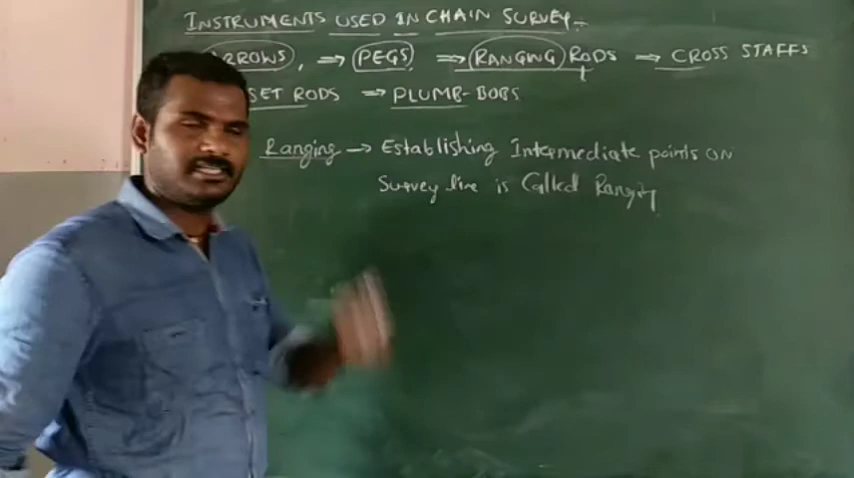 INSTRUMENTS USED IN CHAIN SURVEY.
RROWS, ⇒ PEGS ⇒ RANGING RODS → CROSS STAFFS
SET RODS → PLUMB-BOBS
Ranging → Establishing Intermediate points on
Survey line is Called Ranging